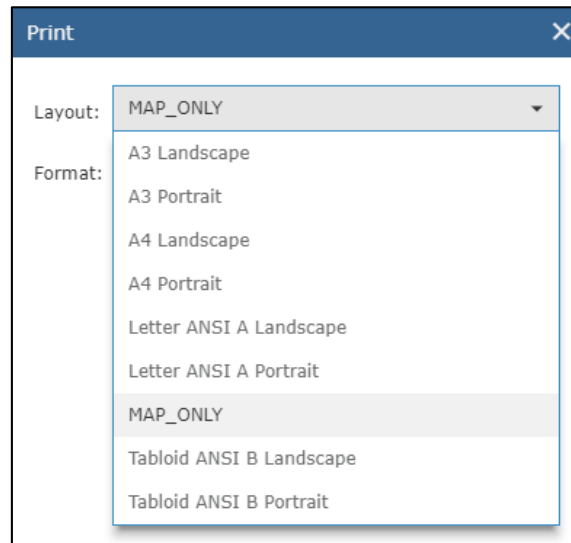 Print
Layout: MAP_ONLY
A3 Landscape
Format:
A3 Portrait
A4 Landscape
A4 Portrait
Letter ANSI A Landscape
Letter ANSI A Portrait
MAP_ONLY
Tabloid ANSI B Landscape
Tabloid ANSI B Portrait